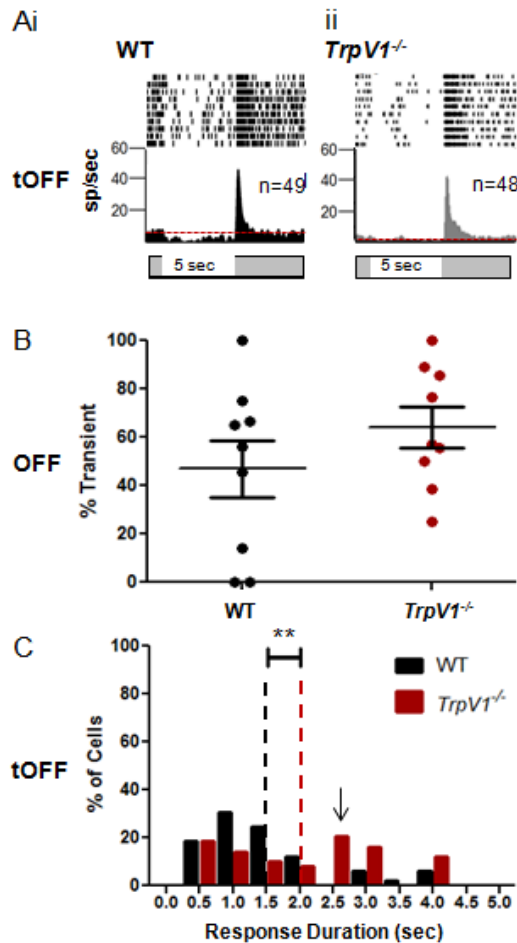 Ai ii
WT TrpV1-/-
tOFF
sp/sec
60
40
20
n=49
5 sec
60
40
20
n=48
5 sec
B
OFF
% Transient
100
80
60
40
20
0
WT TrpV1-/-
C
tOFF
% of Cells
100
80
60
40
20
0
**
WT
TrpV1-/-
0.0 0.5 1.0 1.5 2.0 2.5 3.0 3.5 4.0 4.5 5.0
Response Duration (sec)